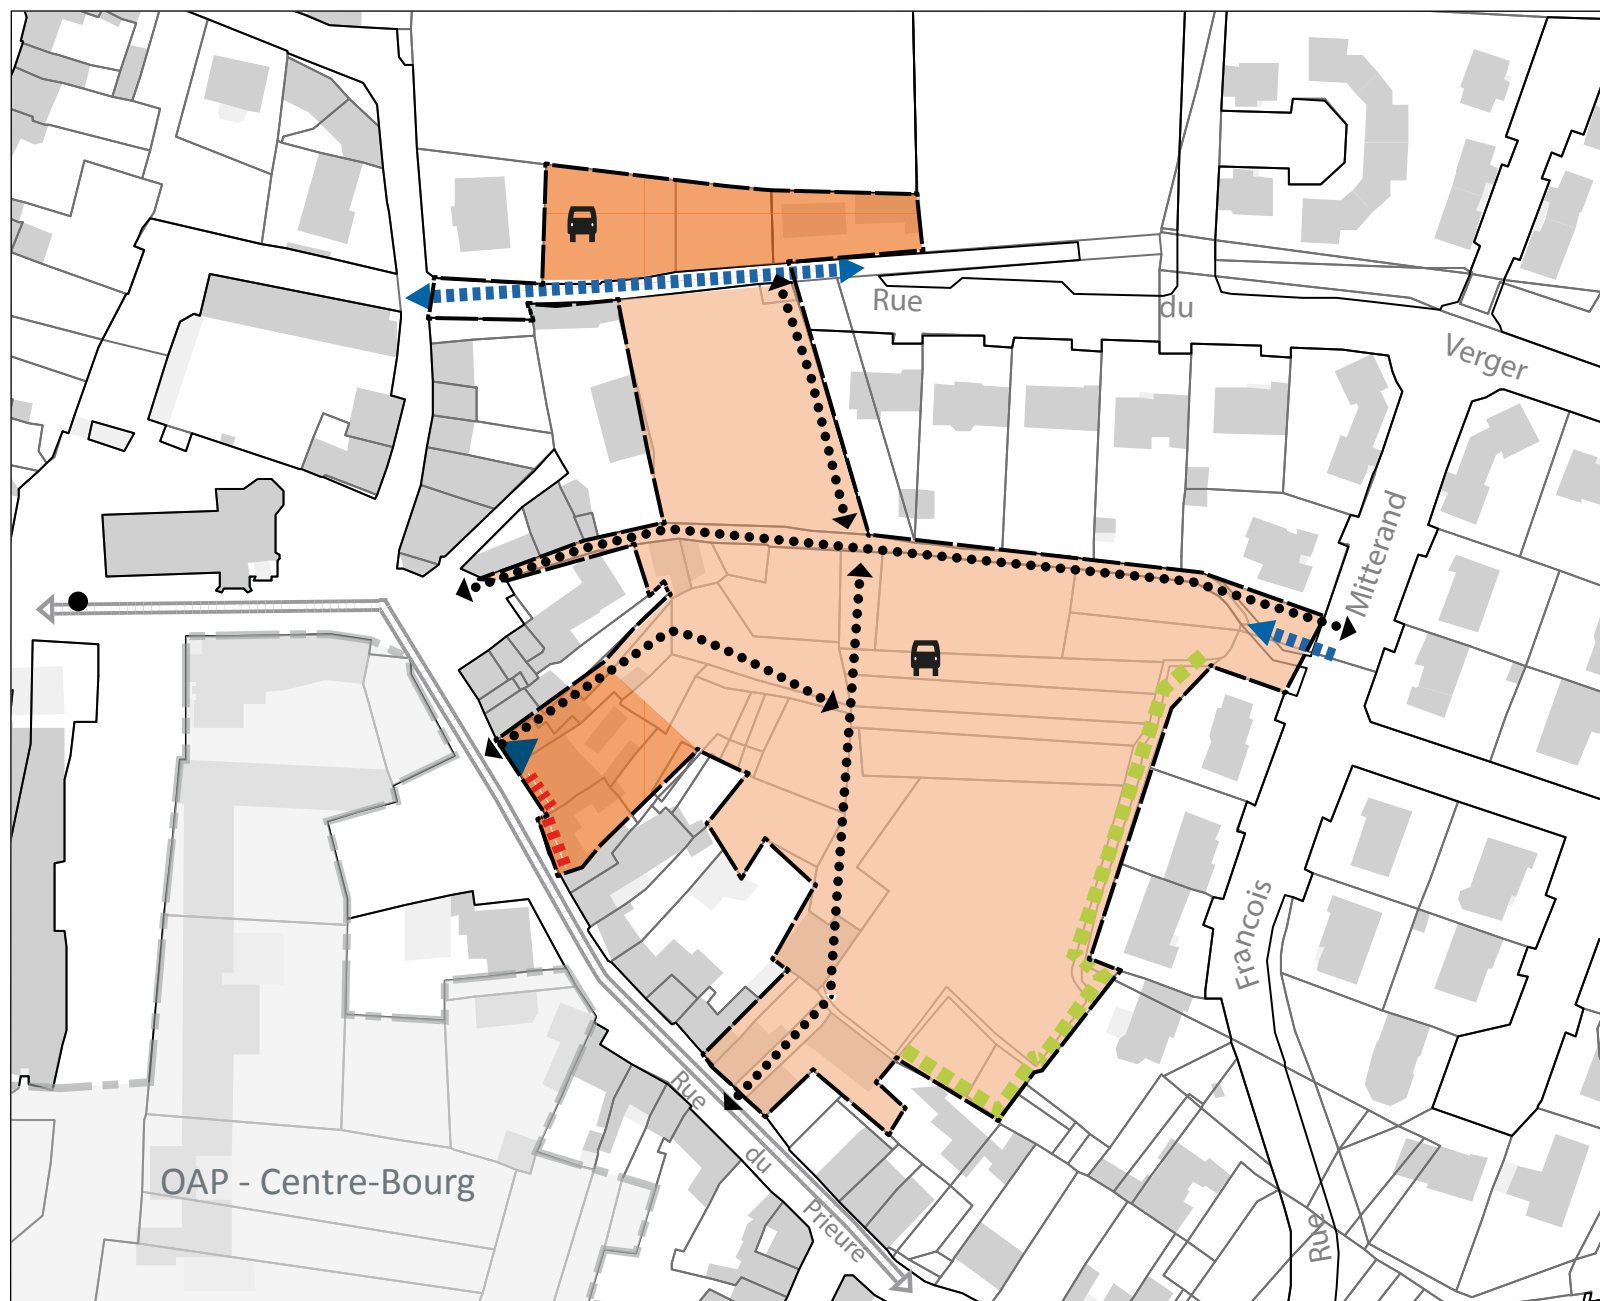 Rue
du
Verger
Mitterand
Francois
Rue
Rue
du
Prieure
OAP - Centre-Bourg